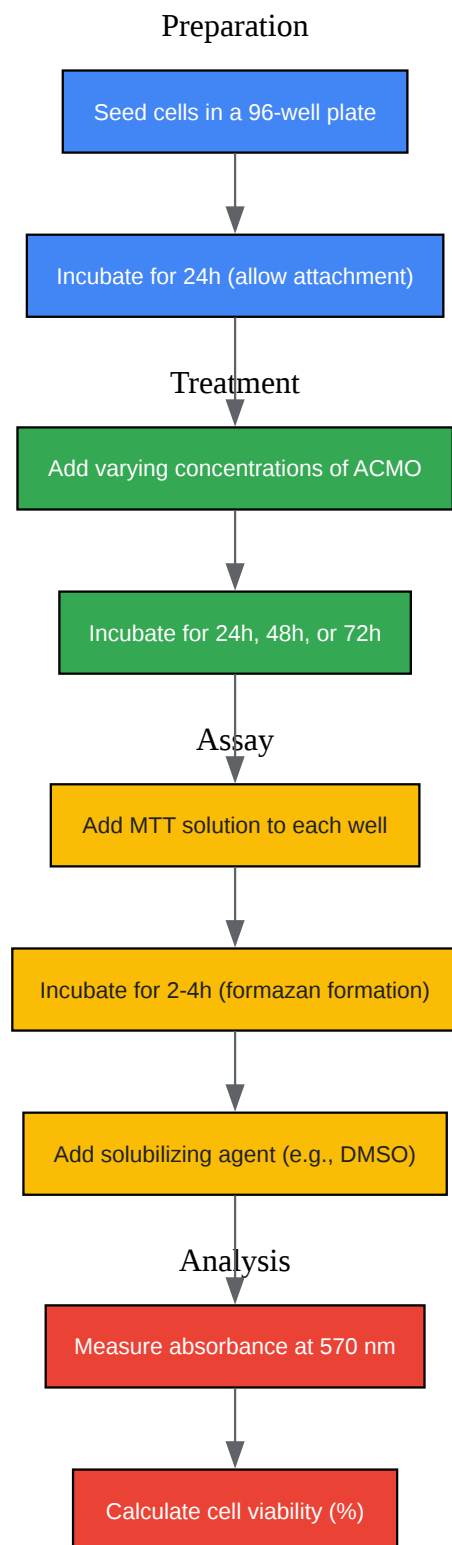 Preparation
Seed cells in a 96-well plate
Incubate for 24h (allow attachment)
Treatment
Add varying concentrations of ACMO
Incubate for 24h, 48h, or 72h
Assay
Add MTT solution to each well
Incubate for 2-4h (formazan formation)
Add solubilizing agent (e.g., DMSO)
Analysis
Measure absorbance at 570 nm
Calculate cell viability (%)